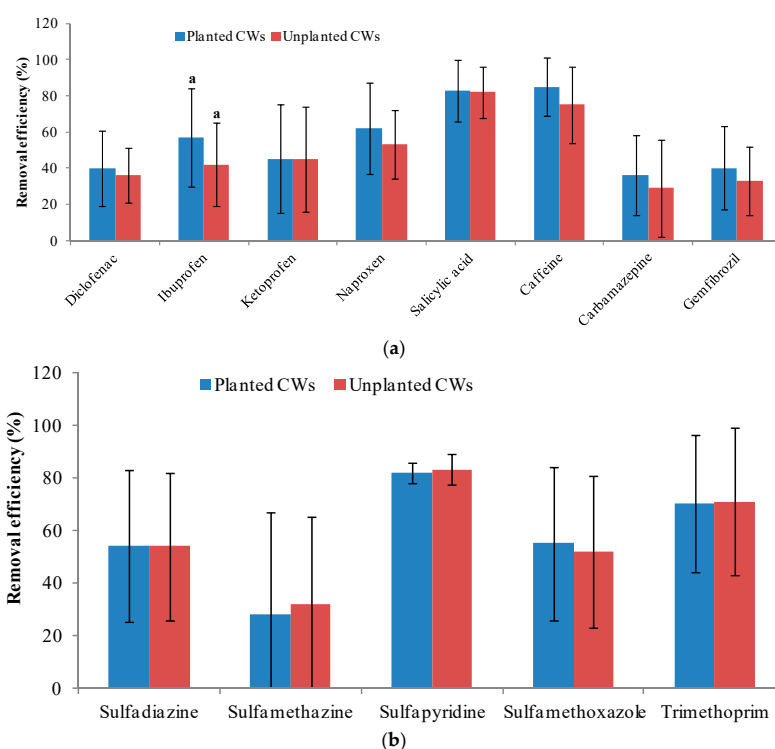 120
100
80
60
40
20
0
Removal efficiency (%)
Planted CWs Unplanted CWs
a
a
Diclofenac
Ibuprofen
Ketoprofen
Naproxen
Salicylic acid
Caffeine
Carbamazepine
Gemfibrozil
(a)
120
100
80
60
40
20
0
Removal efficiency (%)
Planted CWs Unplanted CWs
Sulfadiazine Sulfamethazine Sulfapyridine Sulfamethoxazole Trimethoprim
(b)